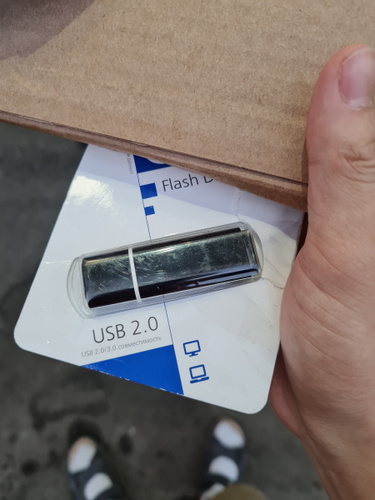 Flash D
USB 2.0
USB 2.0/3.0 совместимость